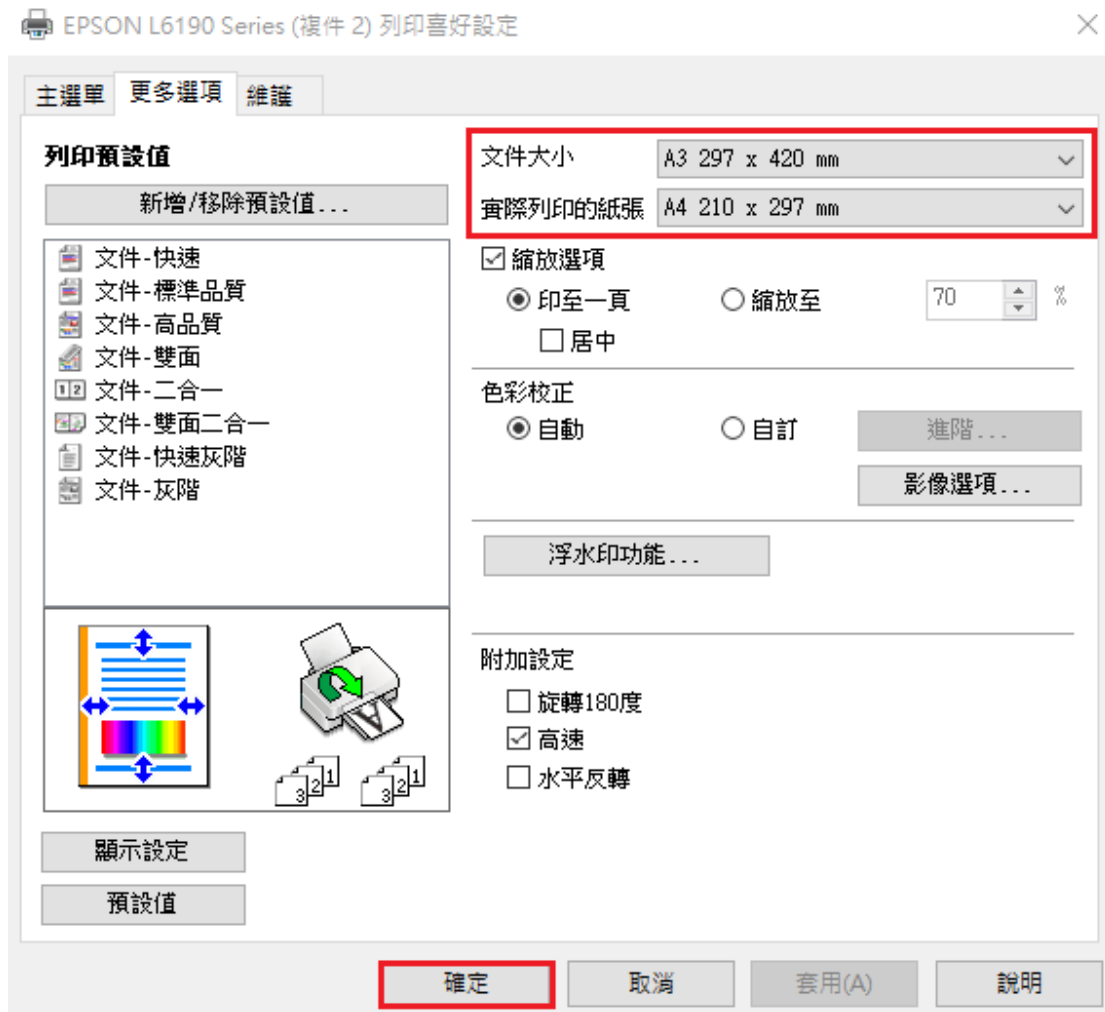 EPSON L6190 Series (複件 2) 列印喜好設定
主選單 更多選項 維護
列印預設值
新增/移除預設值...
文件-快速
文件-標準品質
文件-高品質
文件-雙面
文件-二合一
文件-雙面二合一
文件-快速灰階
文件-灰階
顯示設定
預設值
文件大小 A3 297 x 420 mm
實際列印的紙張 A4 210 x 297 mm
縮放選項
印至一頁 縮放至 70 %
居中
色彩校正
自動 自訂 進階...
影像選項...
浮水印功能...
附加設定
旋轉180度
高速
水平反轉
確定 取消 套用(A) 說明